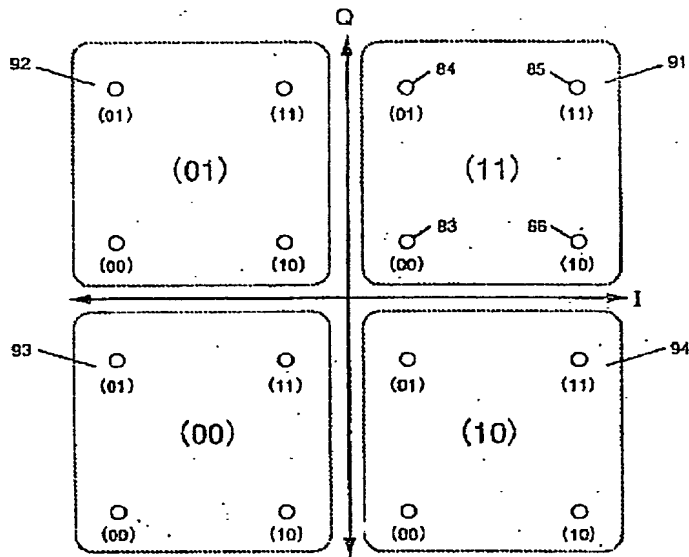 Q
92 84 85 91
(01) (11) (01) (11)
(01) (11)
83 86
(00) (10) (00) (10)
I
93 94
(01) (11) (01) (11)
(00) (10)
(00) (10) (00) (10)